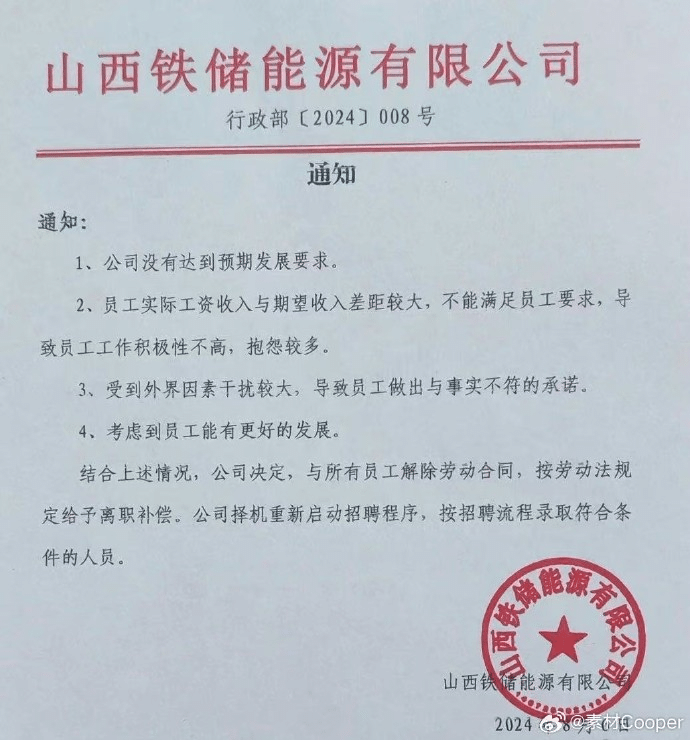 山西铁储能源有限公司
行政部〔2024〕008 号
通知
通知：
1、公司没有达到预期发展要求。
2、员工实际工资收入与期望收入差距较大，不能满足员工要求，导
致员工工作积极性不高，抱怨较多。
3、受到外界因素干扰较大，导致员工做出与事实不符的承诺。
4、考虑到员工能有更好的发展。
结合上述情况，公司决定，与所有员工解除劳动合同，按劳动法规
定给予离职补偿。公司择机重新启动招聘程序，按招聘流程录取符合条
件的人员。
山西铁储能源有限公司
山西铁储能源有限公司
2024 年 8 月 日
@素材Cooper